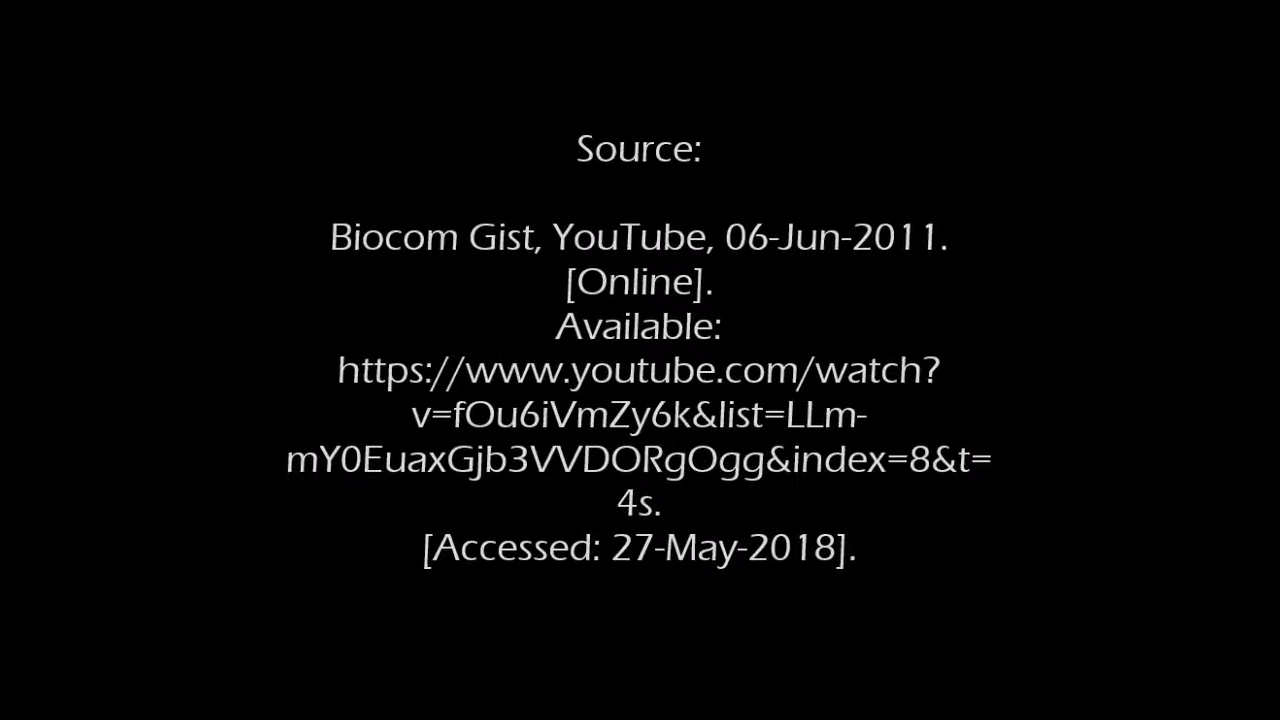 Source:
Biocom Gist, YouTube, 06-Jun-2011.
[Online].
Available:
https://www.youtube.com/watch?
v=fOu6iVmZy6k&list=LLm-
mY0EuaxGjb3VVDORgOgg&index=8&t=
4s.
[Accessed: 27-May-2018].